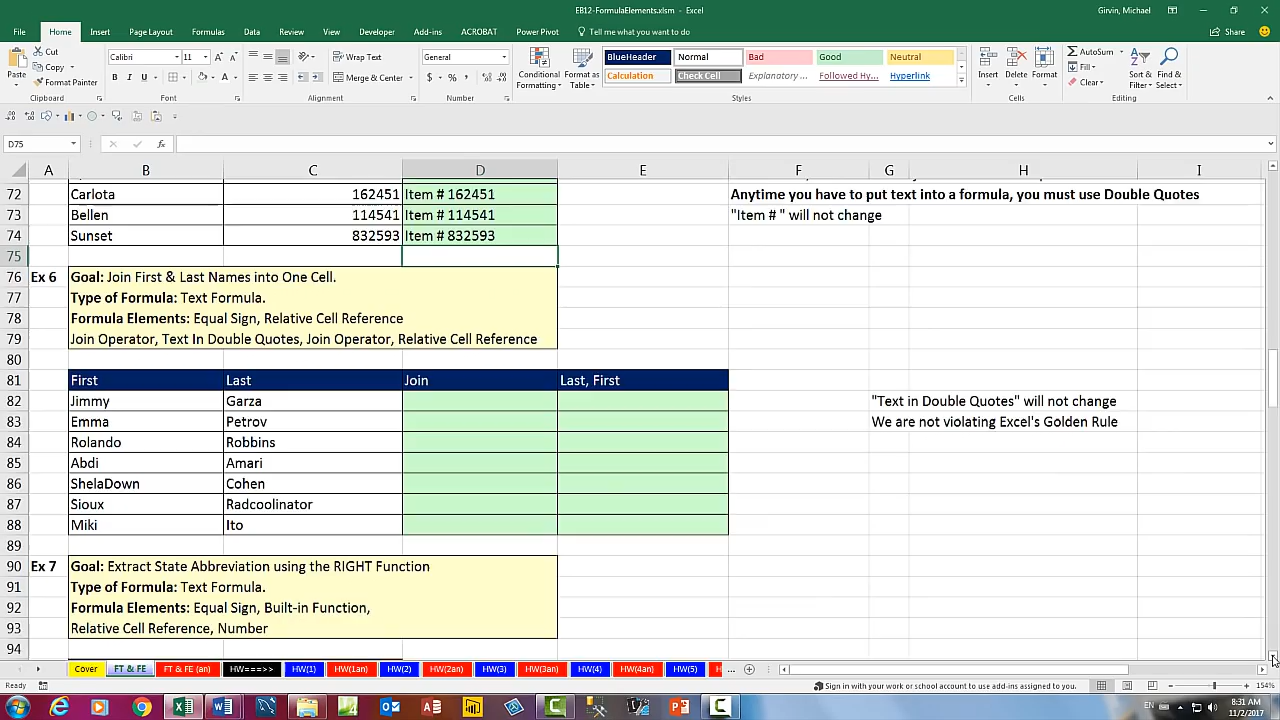 EB12-FormulaElements.xlsm - Excel
Girvin, Michael
File Home Insert Page Layout Formulas Data Review View Developer Add-ins ACROBAT Power Pivot Tell me what you want to do Share
Paste Cut Copy Format Painter Clipboard
Calibri 11 Font
Wrap Text Merge & Center Alignment
General Number
Conditional Formatting Format as Table
BlueHeader Normal Bad Good Neutral
Calculation Check Cell Explanatory ... Followed Hy... Hyperlink
Styles
Insert Delete Format Cells
AutoSum Fill Clear Sort & Filter Find & Select Editing
D75 fx
A B C D E F G H I
72 Carlota 162451 Item # 162451 Anytime you have to put text into a formula, you must use Double Quotes
73 Bellen 114541 Item # 114541 "Item # " will not change
74 Sunset 832593 Item # 832593
75
76 Ex 6 Goal: Join First & Last Names into One Cell.
77 Type of Formula: Text Formula.
78 Formula Elements: Equal Sign, Relative Cell Reference
79 Join Operator, Text In Double Quotes, Join Operator, Relative Cell Reference
80
81 First Last Join Last, First
82 Jimmy Garza "Text in Double Quotes" will not change
83 Emma Petrov We are not violating Excel's Golden Rule
84 Rolando Robbins
85 Abdi Amari
86 ShelaDown Cohen
87 Sioux Radcoolinator
88 Miki Ito
89
90 Ex 7 Goal: Extract State Abbreviation using the RIGHT Function
91 Type of Formula: Text Formula.
92 Formula Elements: Equal Sign, Built-in Function,
93 Relative Cell Reference, Number
94
Cover FT & FE FT & FE (an) HW===>> HW(1) HW(1an) HW(2) HW(2an) HW(3) HW(3an) HW(4) HW(4an) HW(5) H ...
Ready Sign in with your work or school account to use add-ins assigned to you. 154%
EN 8:31 AM
11/2/2017